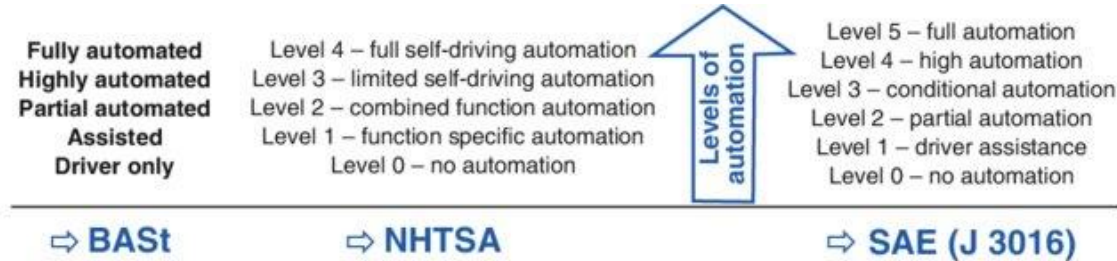 Fully automated
Highly automated
Partial automated
Assisted
Driver only
⇨ BASt
Level 4 – full self-driving automation
Level 3 – limited self-driving automation
Level 2 – combined function automation
Level 1 – function specific automation
Level 0 – no automation
⇨ NHTSA
Levels of
automation
Level 5 – full automation
Level 4 – high automation
Level 3 – conditional automation
Level 2 – partial automation
Level 1 – driver assistance
Level 0 – no automation
⇨ SAE (J 3016)